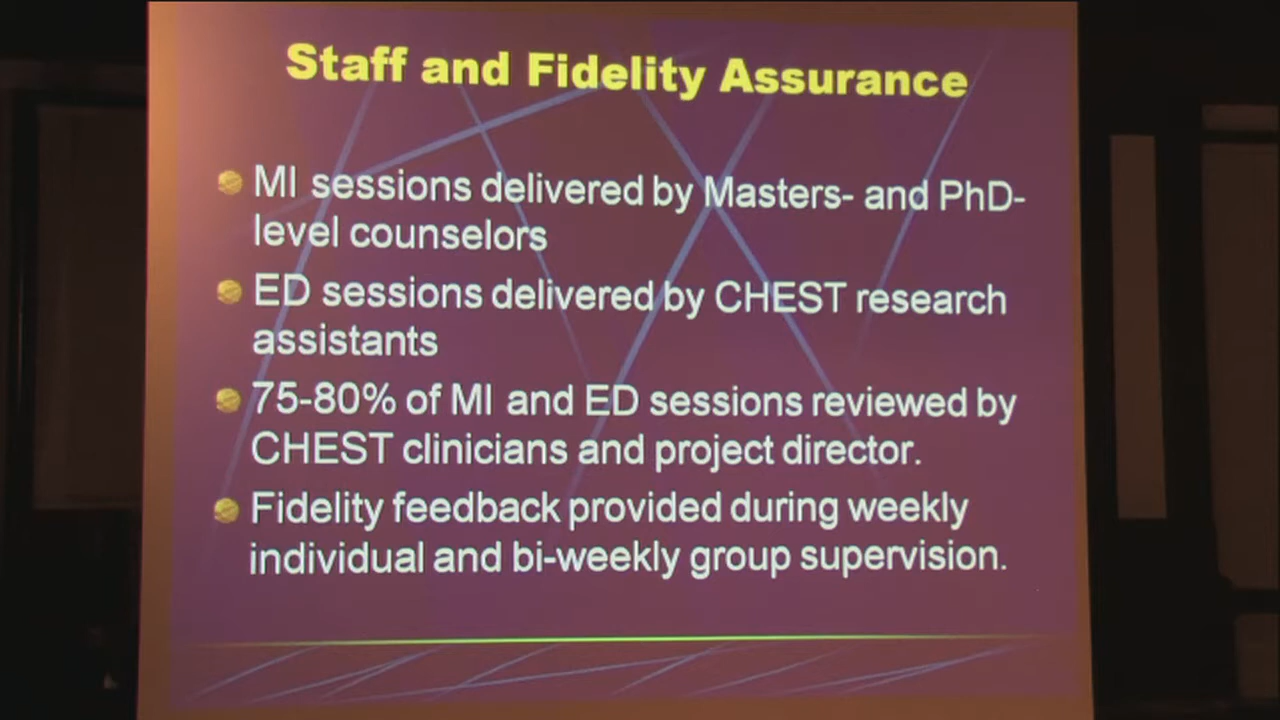 Staff and Fidelity Assurance
MI sessions delivered by Masters- and PhD-
level counselors
ED sessions delivered by CHEST research
assistants
75-80% of MI and ED sessions reviewed by
CHEST clinicians and project director.
Fidelity feedback provided during weekly
individual and bi-weekly group supervision.